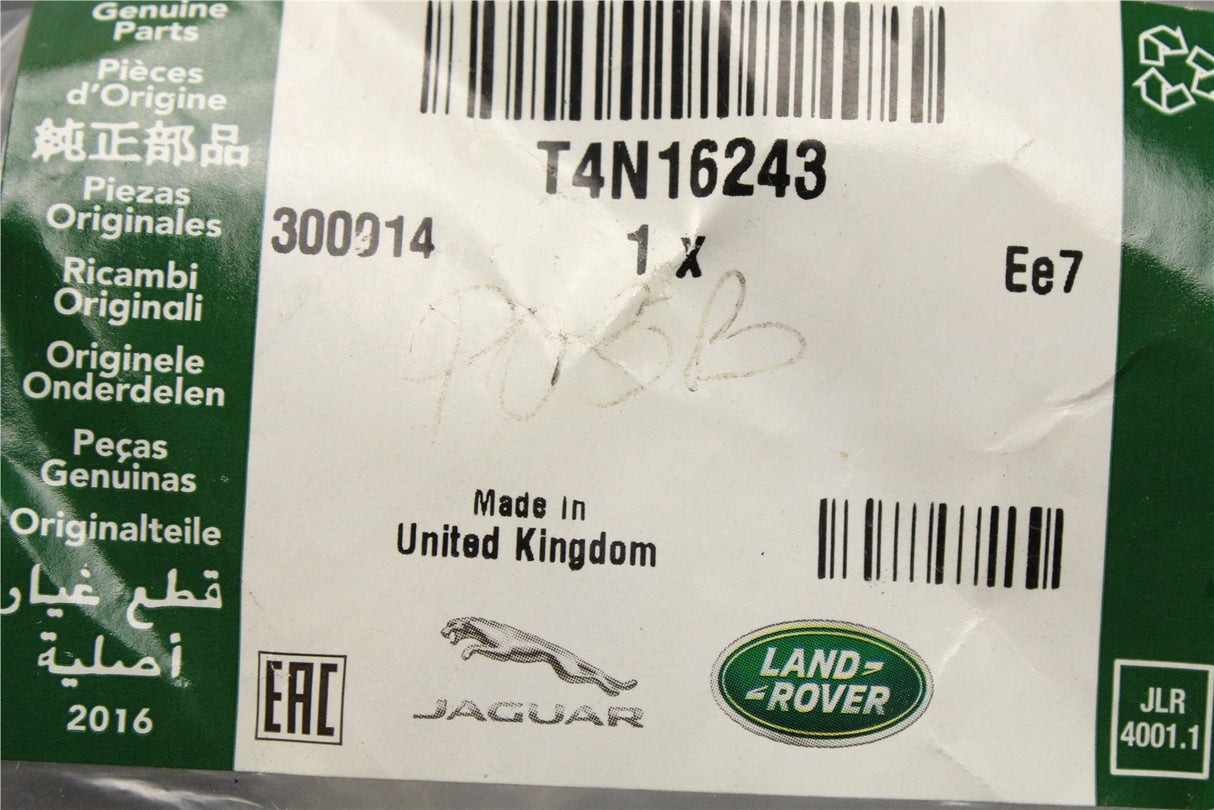 Genuine
Parts
Pièces
d'Origine
純正部品
Piezas
Originales
Ricambi
Originali
Originele
Onderdelen
Peças
Genuinas
Originalteile
قطع غيار
أصلية
2016
T4N16243
300914
1 x
Ee7
Made in
United Kingdom
EAC
JAGUAR
LAND
ROVER
JLR
4001.1